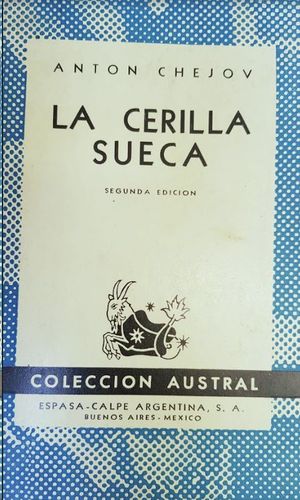 ANTON CHEJOV
LA CERILLA
SUECA
SEGUNDA EDICION
COLECCION AUSTRAL
ESPASA-CALPE ARGENTINA, S. A.
BUENOS AIRES - MEXICO